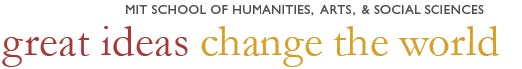 MIT SCHOOL OF HUMANITIES, ARTS, & SOCIAL SCIENCES
great ideas change the world